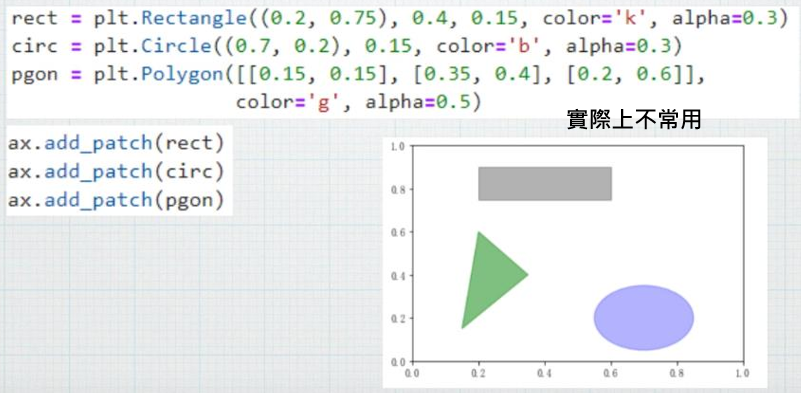 rect = plt.Rectangle((0.2, 0.75), 0.4, 0.15, color='k', alpha=0.3)
circ = plt.Circle((0.7, 0.2), 0.15, color='b', alpha=0.3)
pgon = plt.Polygon([[0.15, 0.15], [0.35, 0.4], [0.2, 0.6]],
color='g', alpha=0.5)
實際上不常用
ax.add_patch(rect)
ax.add_patch(circ)
ax.add_patch(pgon)
1.0
0.8
0.6
0.4
0.2
0.0
0.0 0.2 0.4 0.6 0.8 1.0